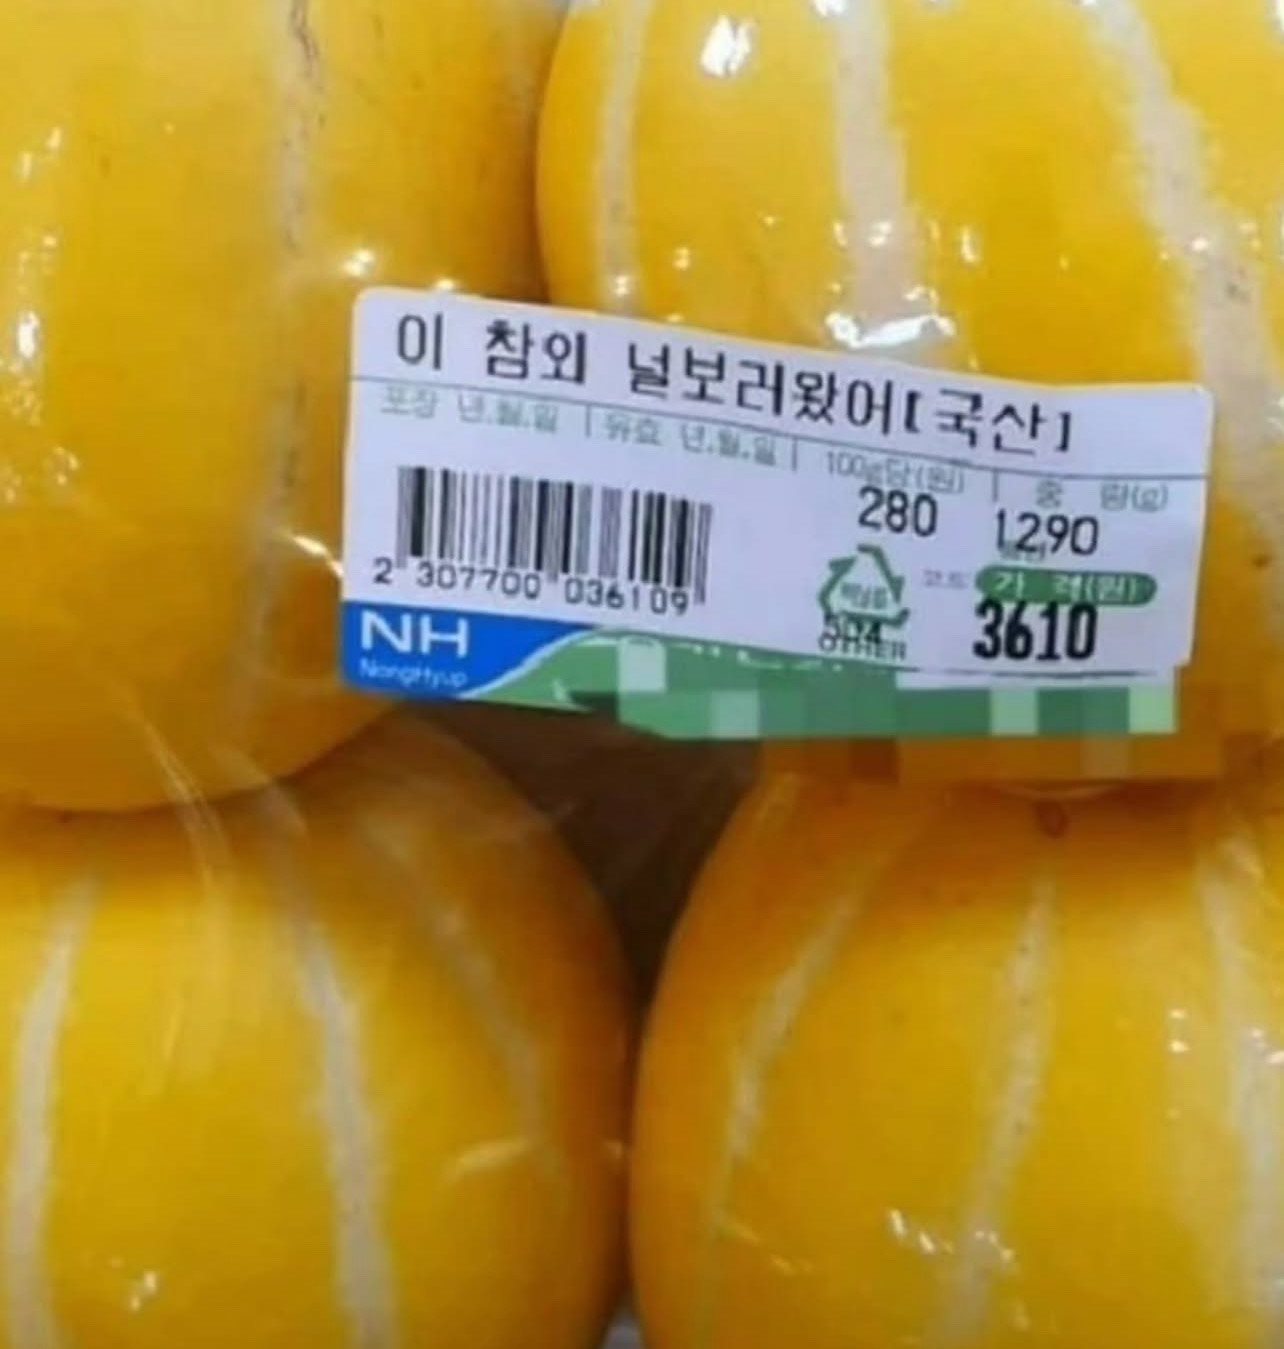 이 참외 널보러왔어[국산]
포장 년.월.일 | 유효 년.월.일 | 100g당(원) | 중 량(g)
280 1290
2 307700 036109
코드 가 격(원)
3610
OTHER
NH
NongHyup